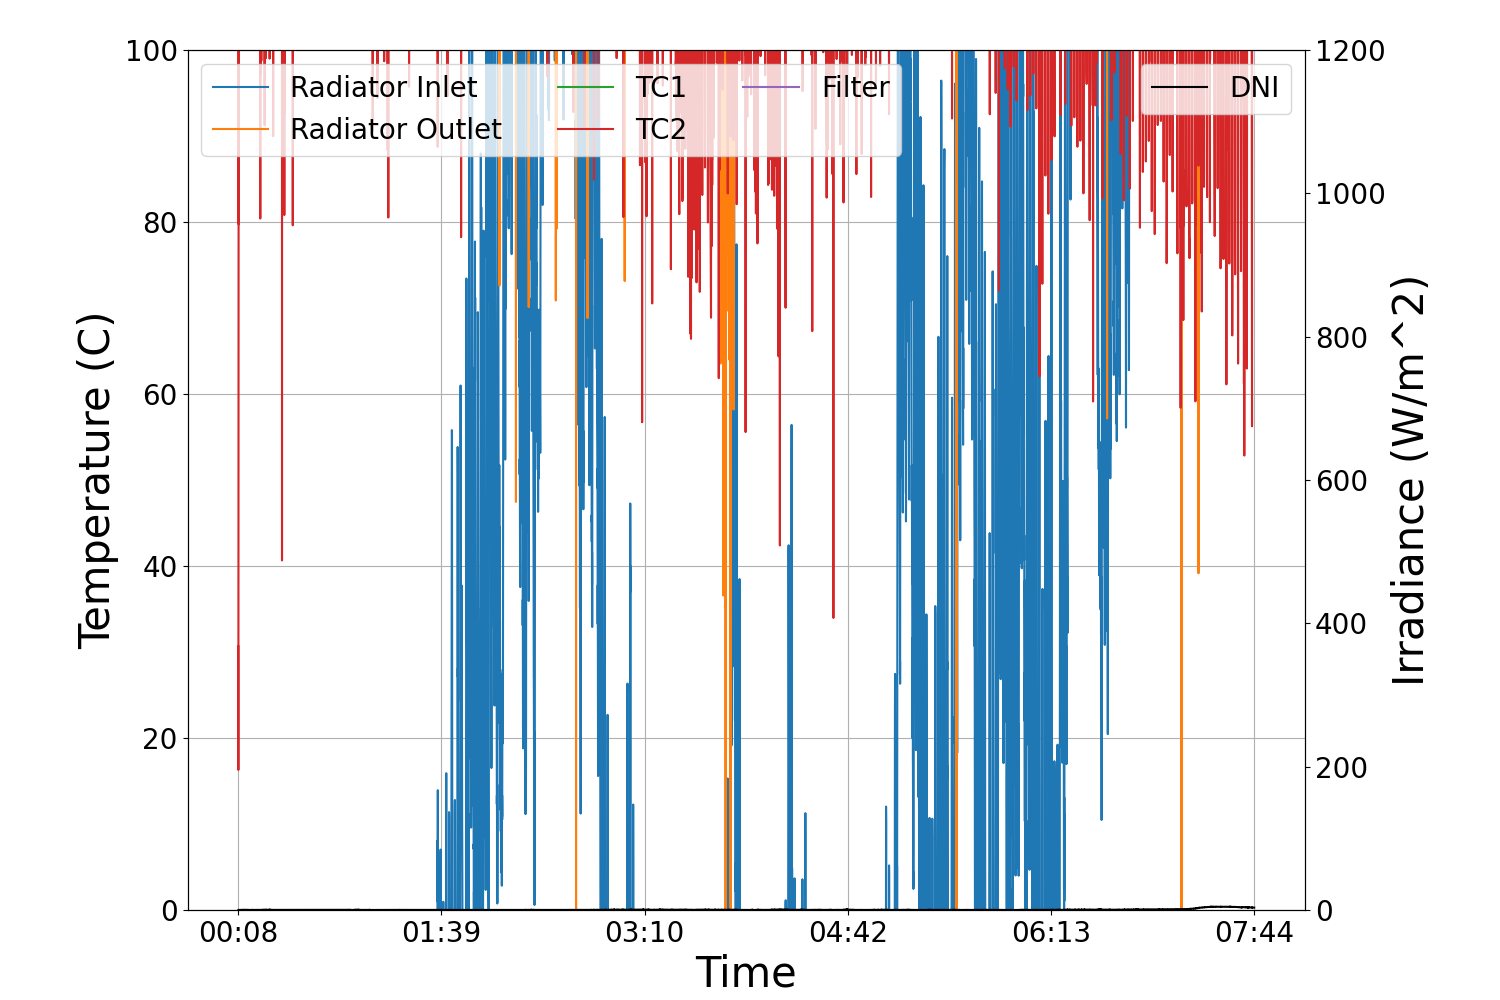 100
80
60
40
20
0
Temperature (C)
Radiator Inlet
Radiator Outlet
TC1
TC2
Filter
DNI
1200
1000
800
600
400
200
0
Irradiance (W/m^2)
00:08 01:39 03:10 04:42 06:13 07:44
Time